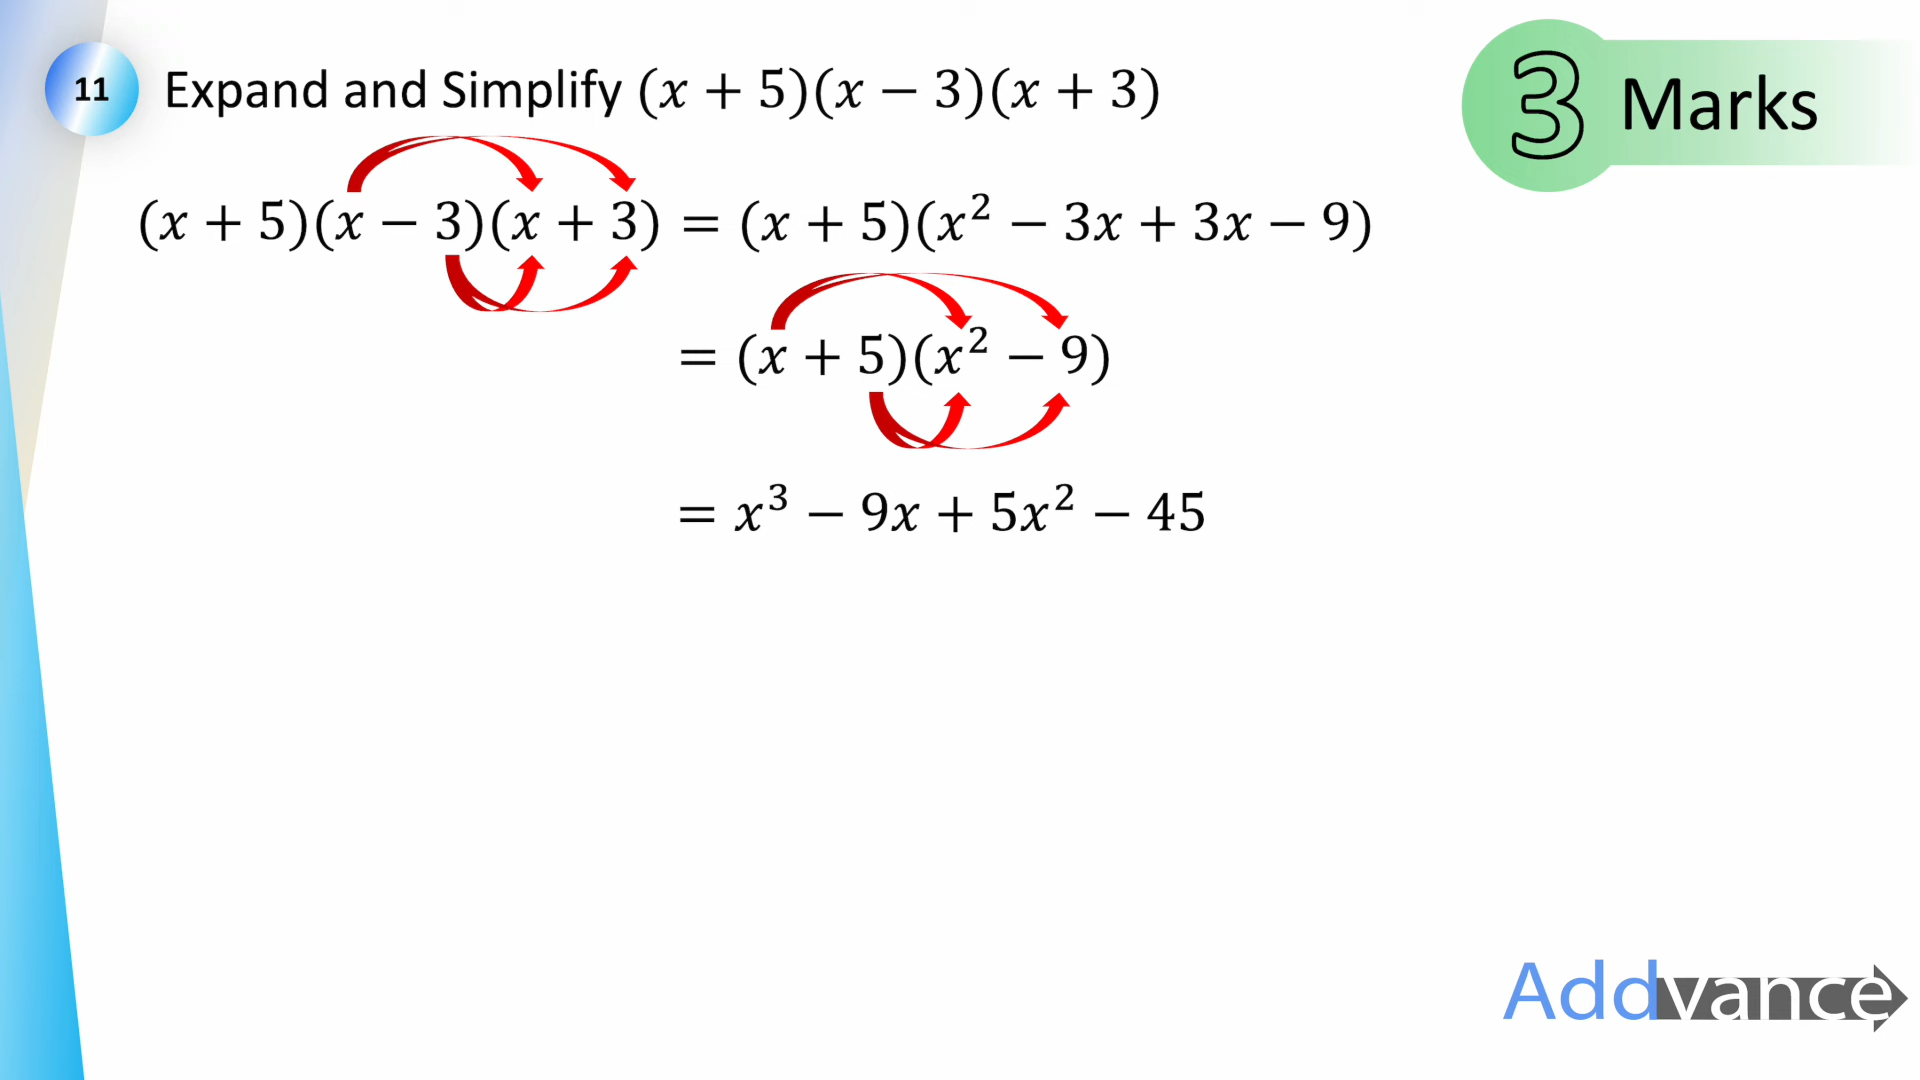 11 Expand and Simplify (x + 5)(x − 3)(x + 3)
3 Marks
(x + 5)(x − 3)(x + 3) = (x + 5)(x² − 3x + 3x − 9)
= (x + 5)(x² − 9)
= x³ − 9x + 5x² − 45
Addvance